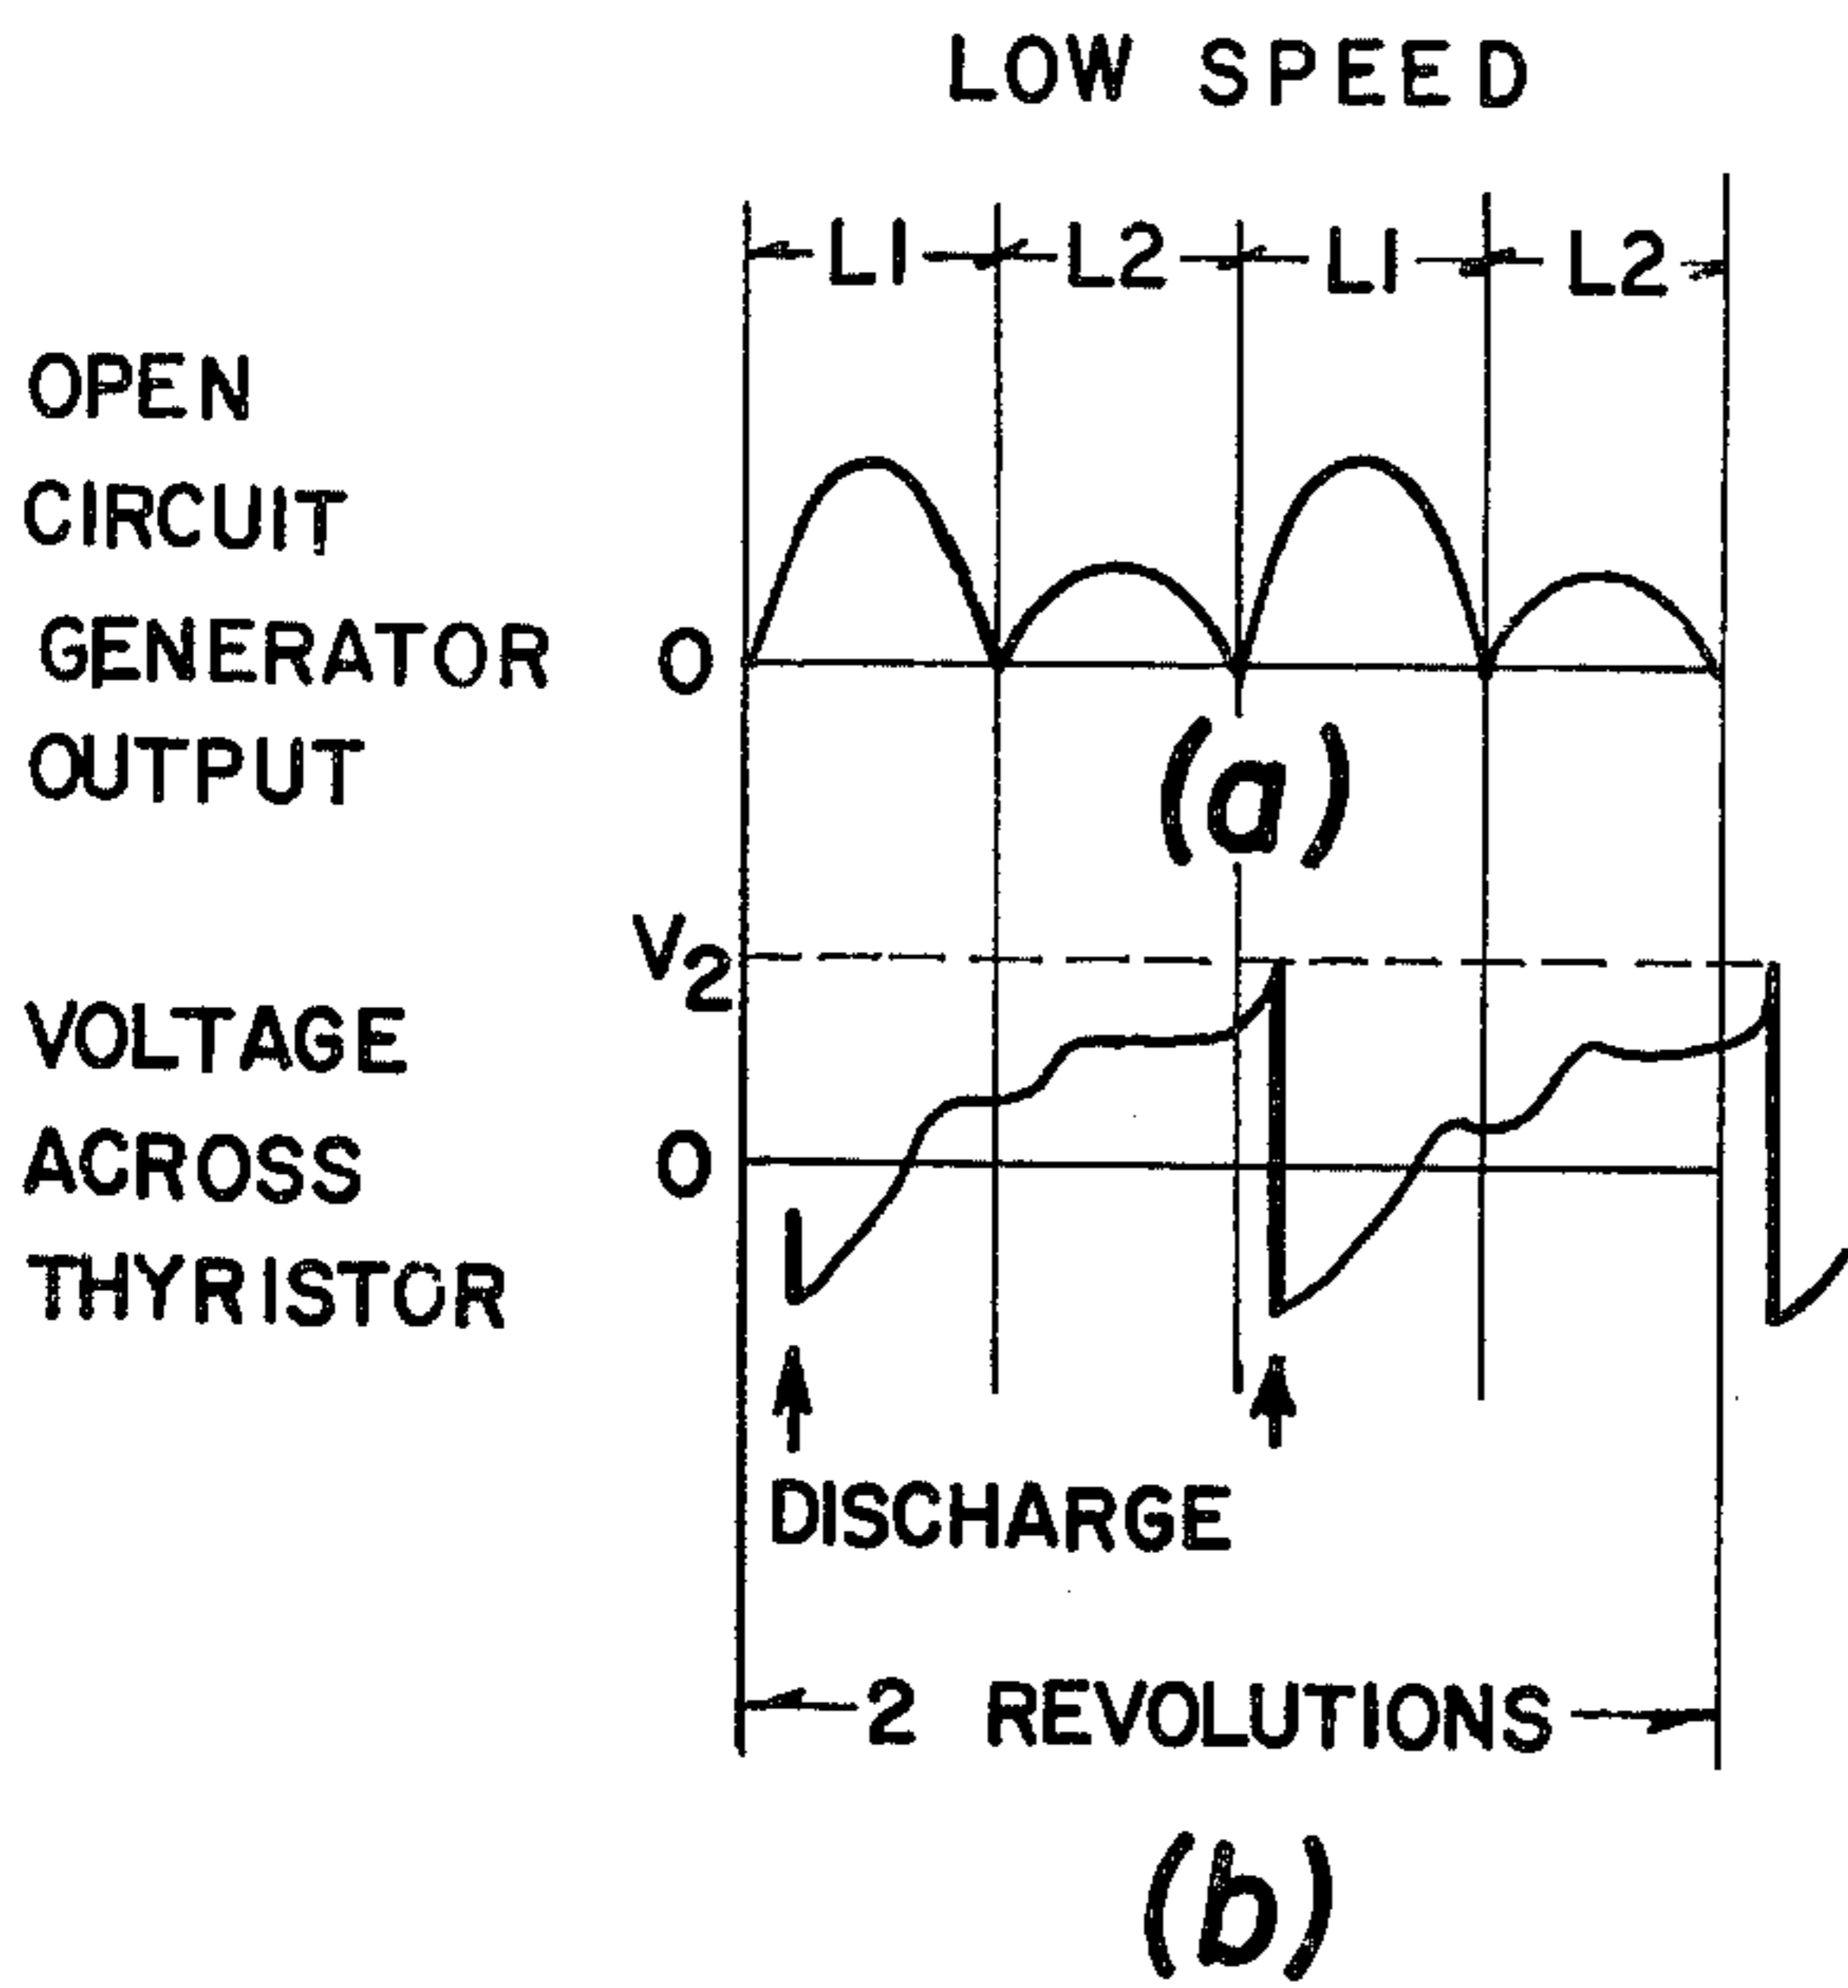 LOW SPEED
L1 L2 L1 L2
OPEN
CIRCUIT
GENERATOR
OUTPUT
0
(a)
V2
VOLTAGE
ACROSS
THYRISTOR
0
DISCHARGE
2 REVOLUTIONS
(b)